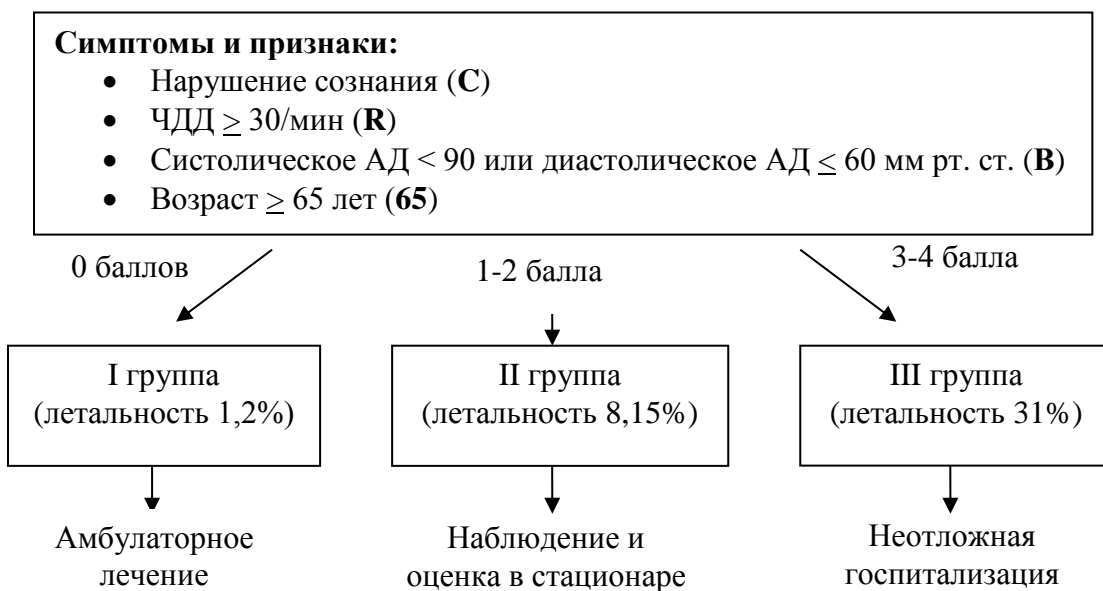 Симптомы и признаки:
• Нарушение сознания (C)
• ЧДД ≥ 30/мин (R)
• Систолическое АД < 90 или диастолическое АД ≤ 60 мм рт. ст. (B)
• Возраст ≥ 65 лет (65)
0 баллов
1-2 балла
3-4 балла
I группа
(летальность 1,2%)
II группа
(летальность 8,15%)
III группа
(летальность 31%)
Амбулаторное
лечение
Наблюдение и
оценка в стационаре
Неотложная
госпитализация